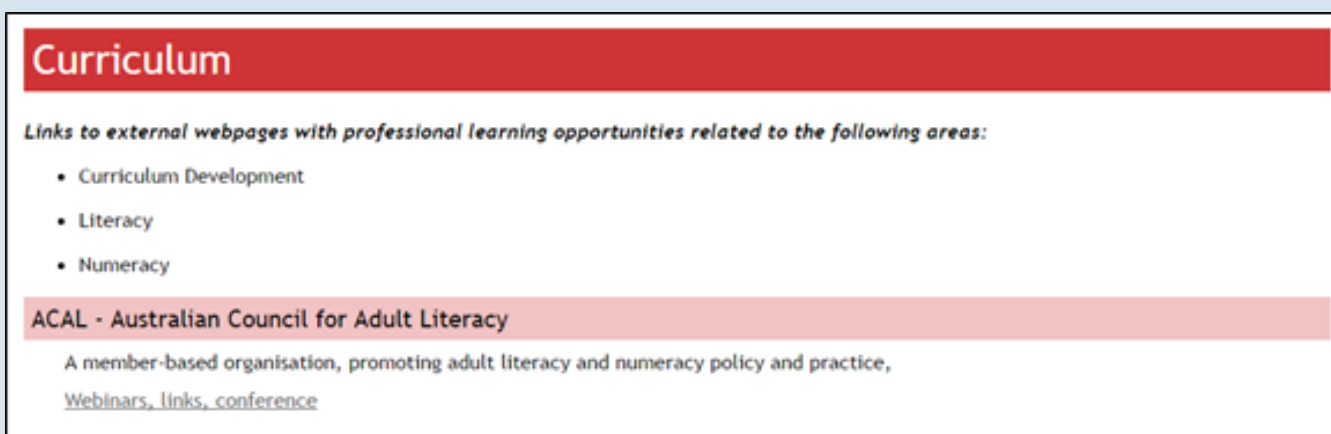 Curriculum
Links to external webpages with professional learning opportunities related to the following areas:
• Curriculum Development
• Literacy
• Numeracy
ACAL - Australian Council for Adult Literacy
A member-based organisation, promoting adult literacy and numeracy policy and practice,
Webinars, links, conference